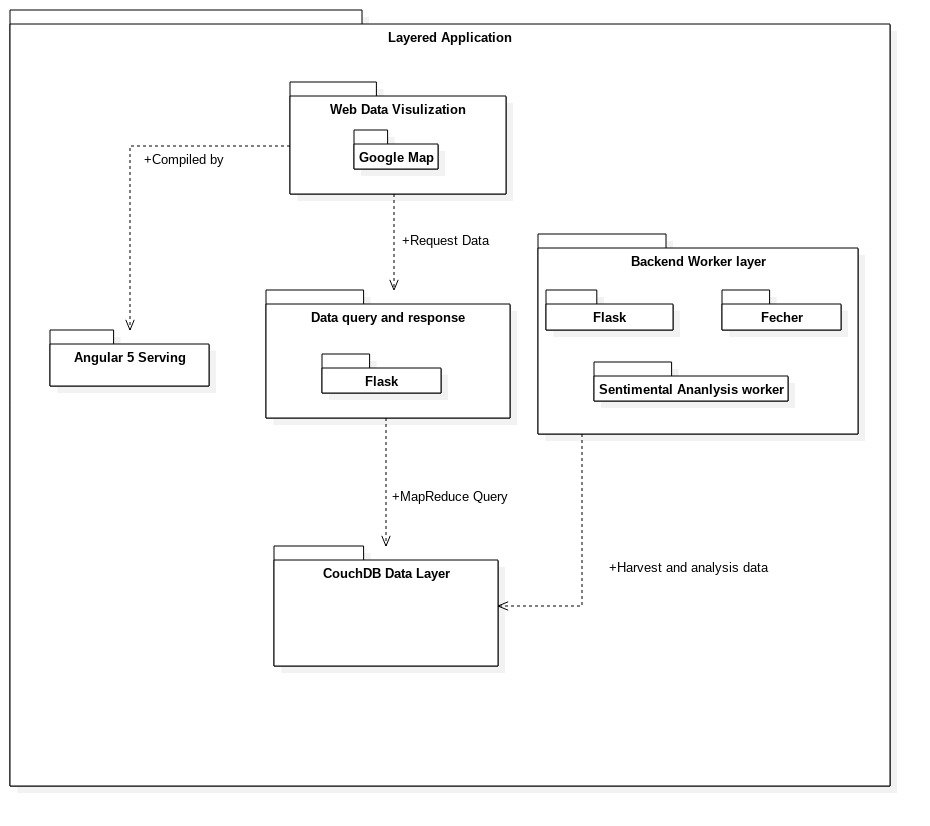 Layered Application
Web Data Visulization
Google Map
+Compiled by
+Request Data
Backend Worker layer
Flask
Fecher
Sentimental Ananlysis worker
Data query and response
Flask
Angular 5 Serving
+MapReduce Query
+Harvest and analysis data
CouchDB Data Layer